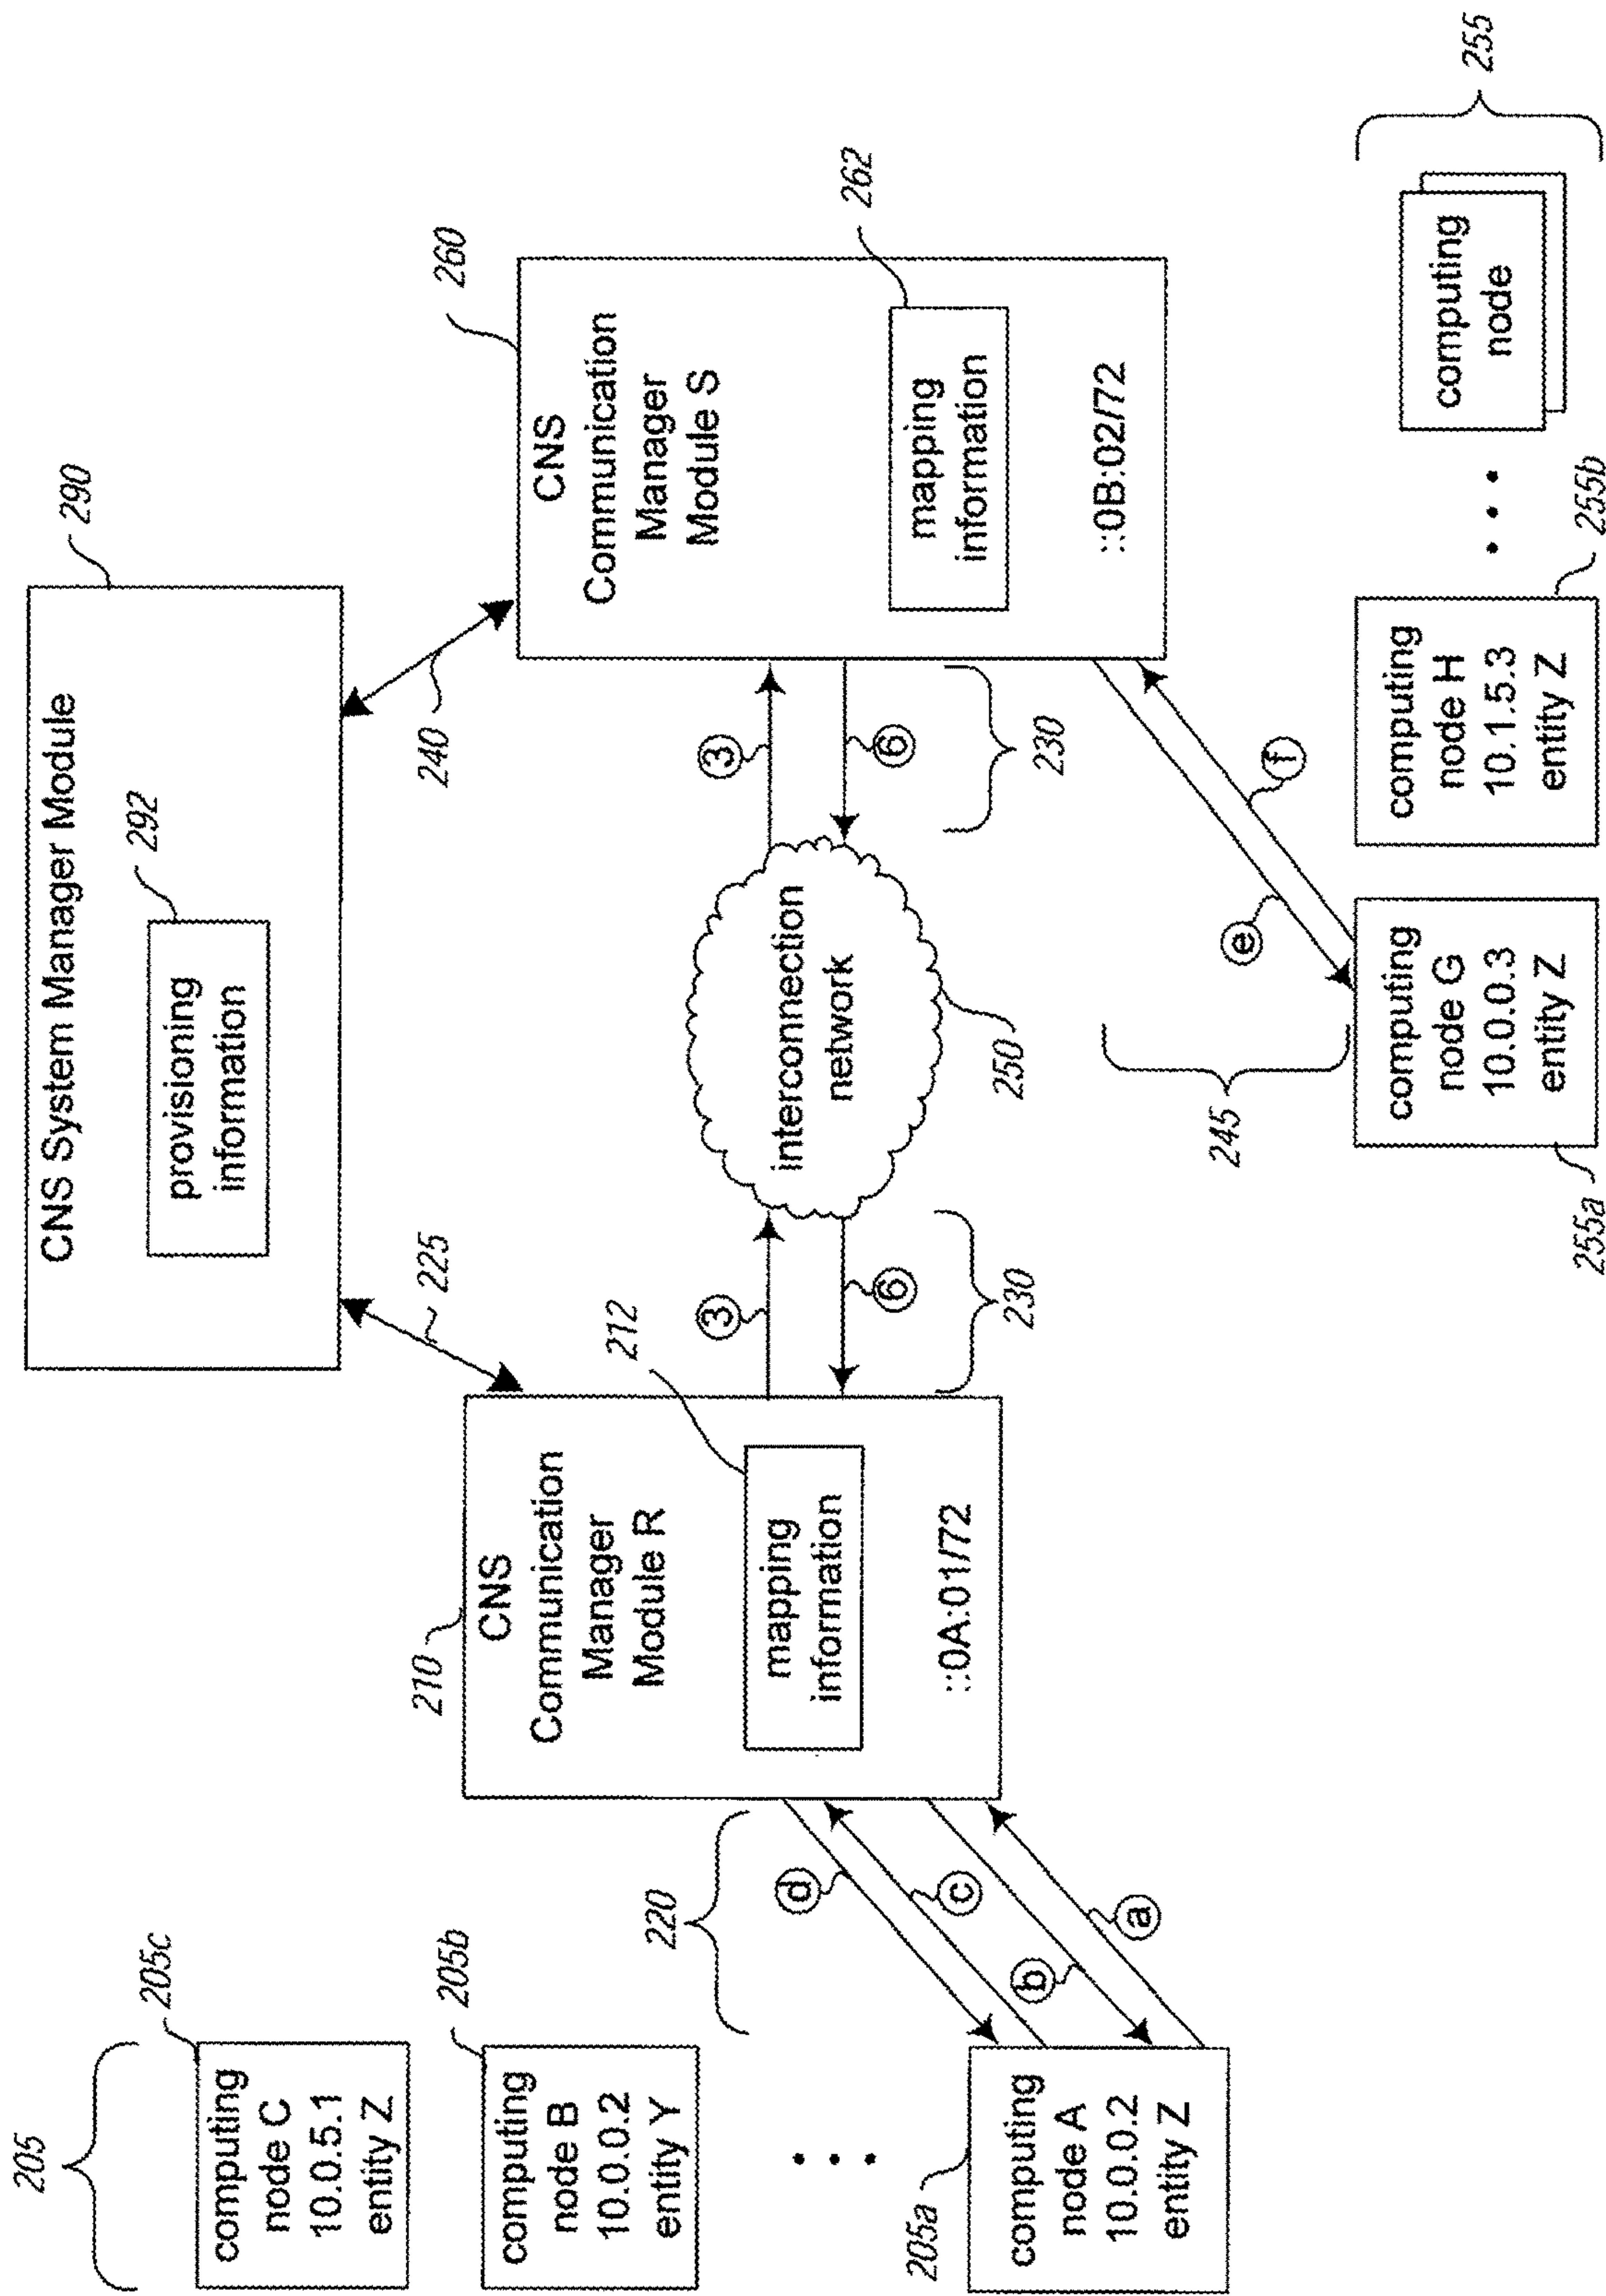 CNS System Manager Module
290
provisioning
information
292
225
240
205
computing
node C
10.0.5.1
entity Z
205c
computing
node B
10.0.0.2
entity Y
205b
computing
node A
10.0.0.2
entity Z
205a
220
d
c
b
a
210
CNS
Communication
Manager
Module R
mapping
information
212
::0A:01/72
3
6
230
interconnection
network
250
3
6
230
260
CNS
Communication
Manager
Module S
mapping
information
262
::0B:02/72
e
f
245
computing
node G
10.0.0.3
entity Z
255a
computing
node H
10.1.5.3
entity Z
255b
computing
node
255